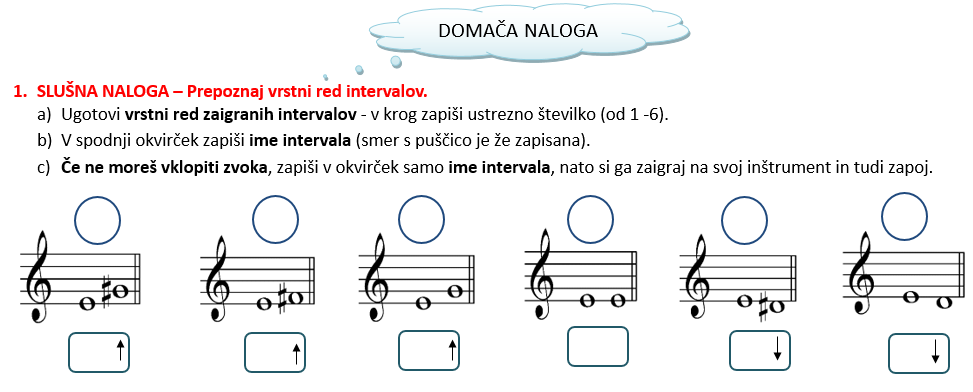 DOMAČA NALOGA
1. SLUŠNA NALOGA – Prepoznaj vrstni red intervalov.
a) Ugotovi vrstni red zaigranih intervalov - v krog zapiši ustrezno številko (od 1 -6).
b) V spodnji okvirček zapiši ime intervala (smer s puščico je že zapisana).
c) Če ne moreš vklopiti zvoka, zapiši v okvirček samo ime intervala, nato si ga zaigraj na svoj inštrument in tudi zapoj.